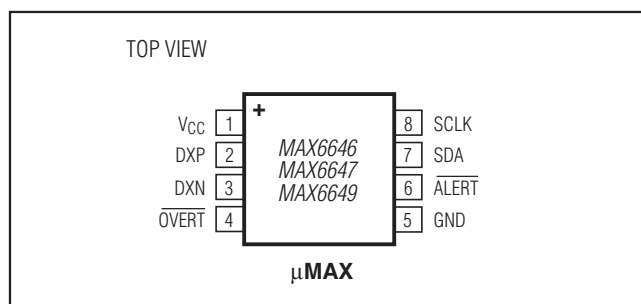 TOP VIEW
VCC 1 + 8 SCLK
DXP 2 MAX6646 7 SDA
MAX6647
DXN 3 MAX6649 6 ALERT
OVERT 4 5 GND
μMAX